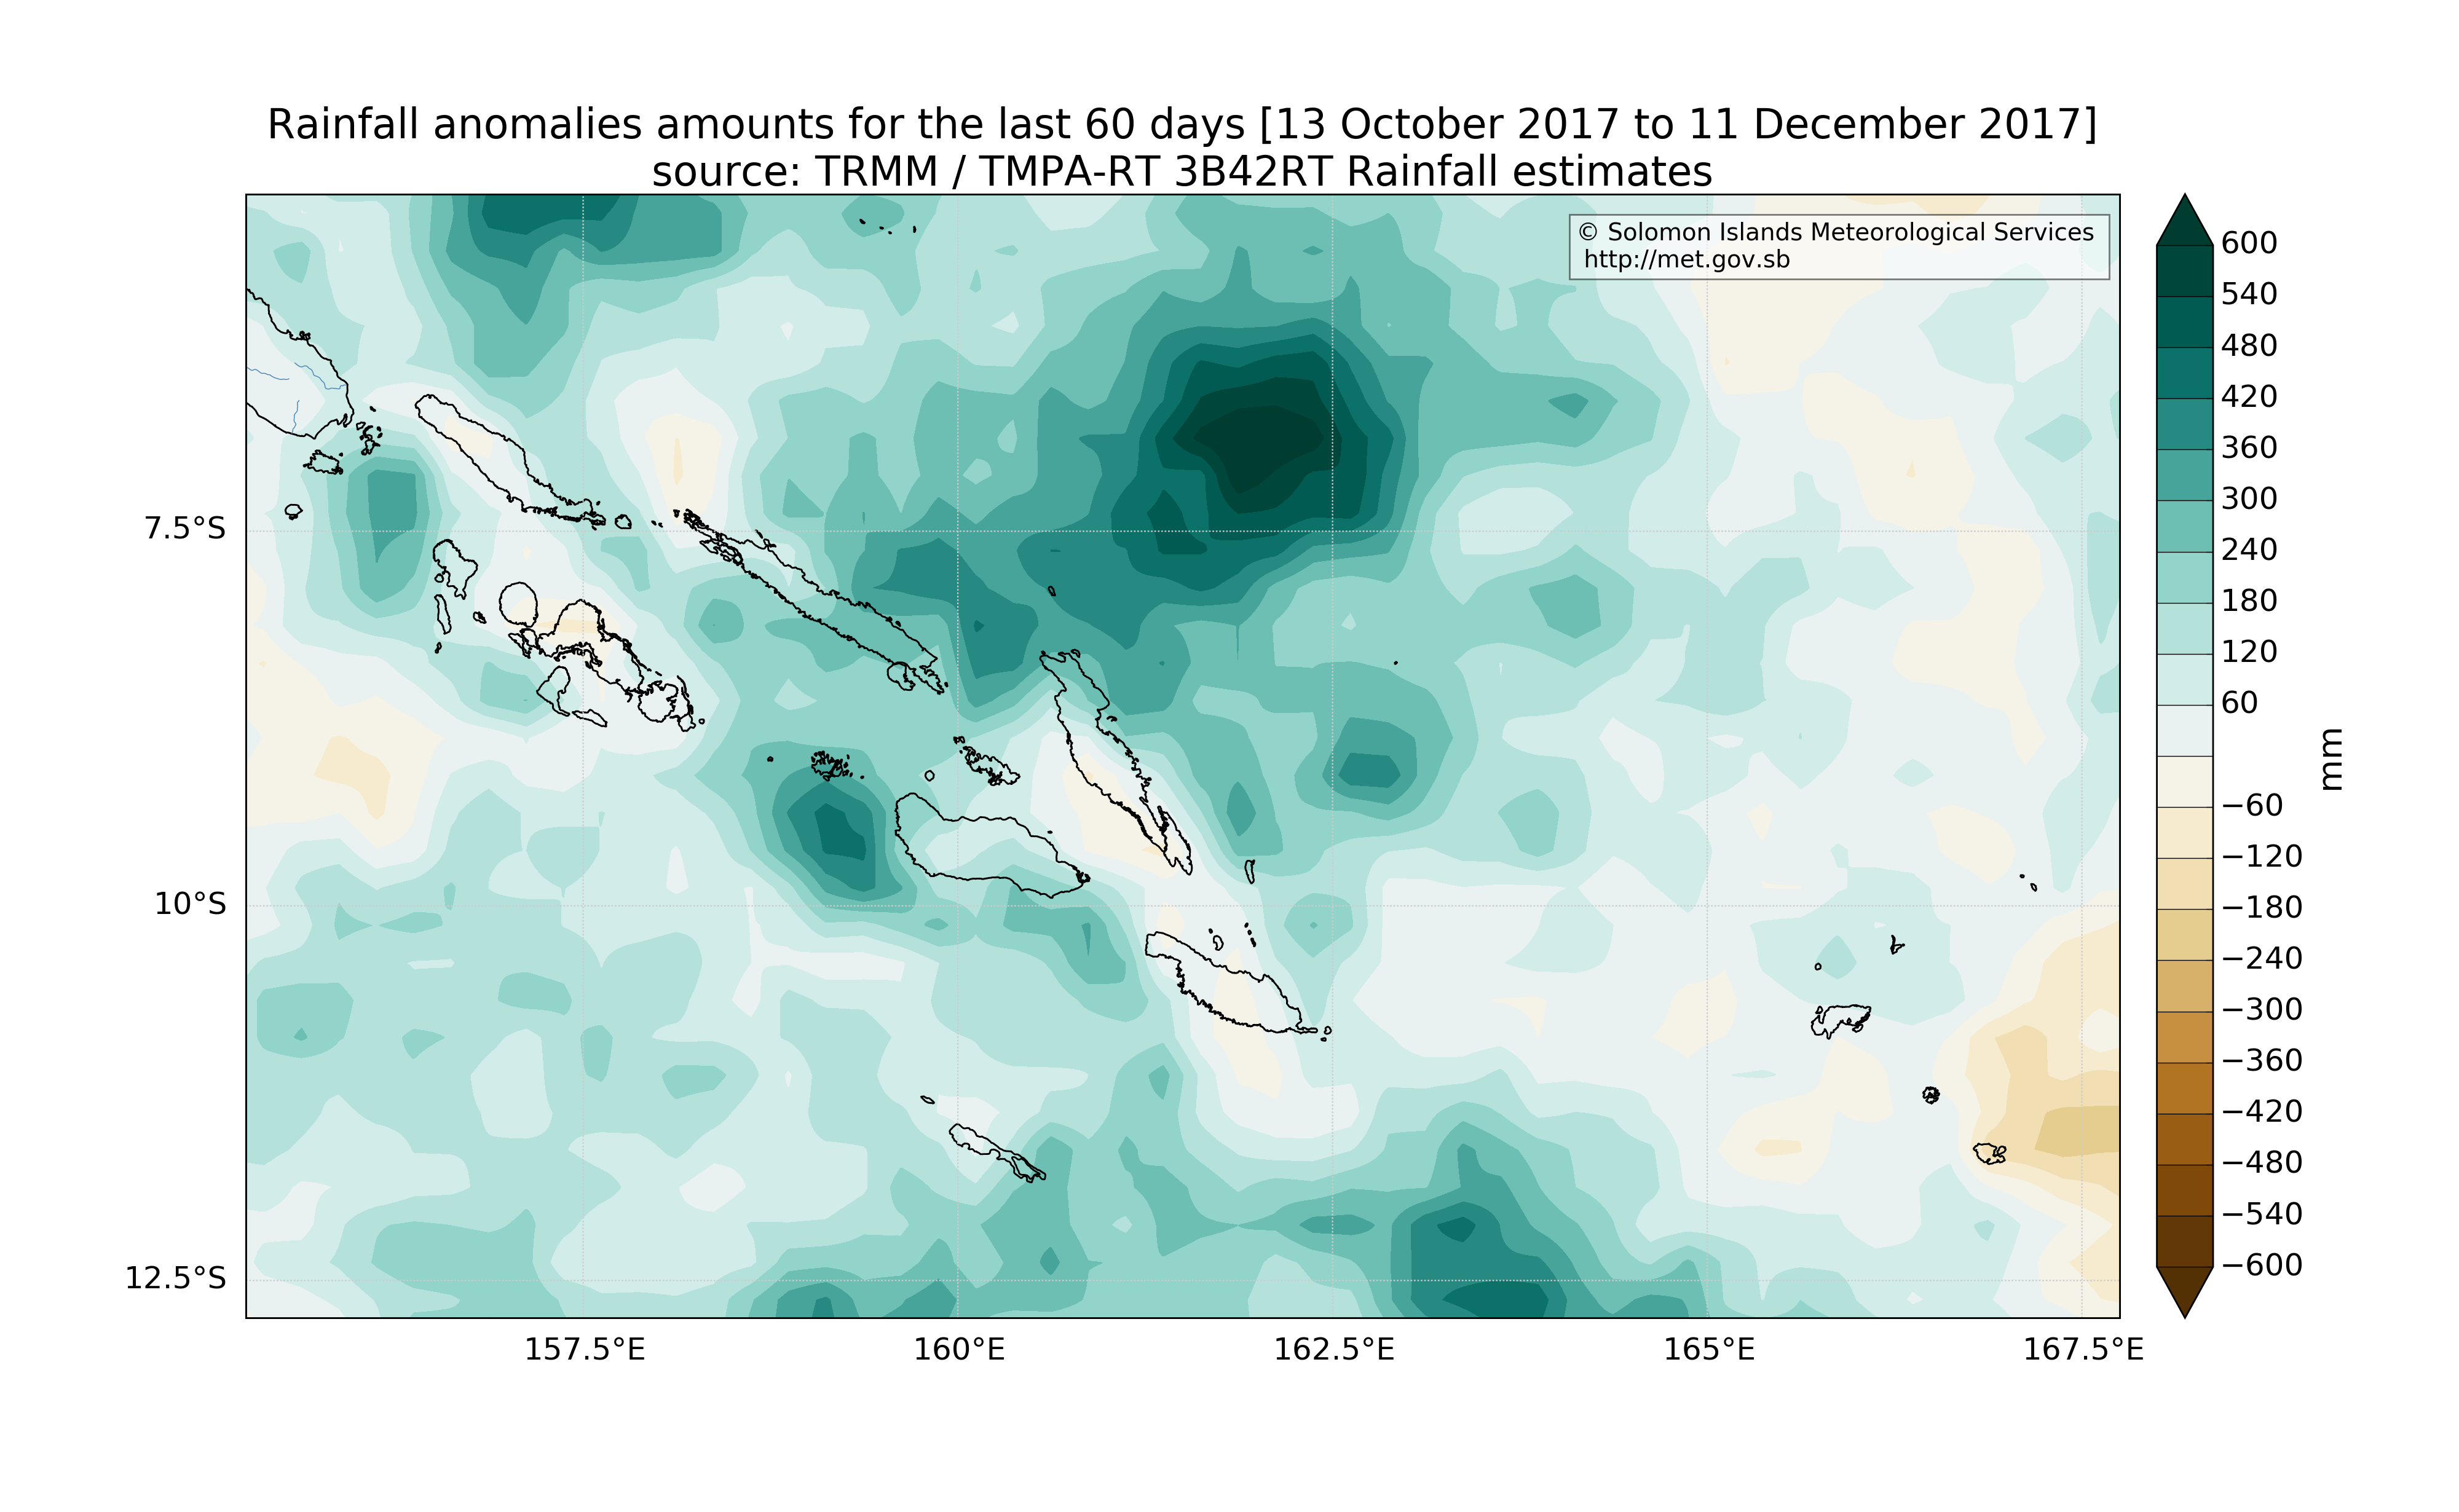 Rainfall anomalies amounts for the last 60 days [13 October 2017 to 11 December 2017]
source: TRMM / TMPA-RT 3B42RT Rainfall estimates
© Solomon Islands Meteorological Services
http://met.gov.sb
7.5°S
10°S
12.5°S
157.5°E
160°E
162.5°E
165°E
167.5°E
600
540
480
420
360
300
240
180
120
60
−60
−120
−180
−240
−300
−360
−420
−480
−540
−600
mm